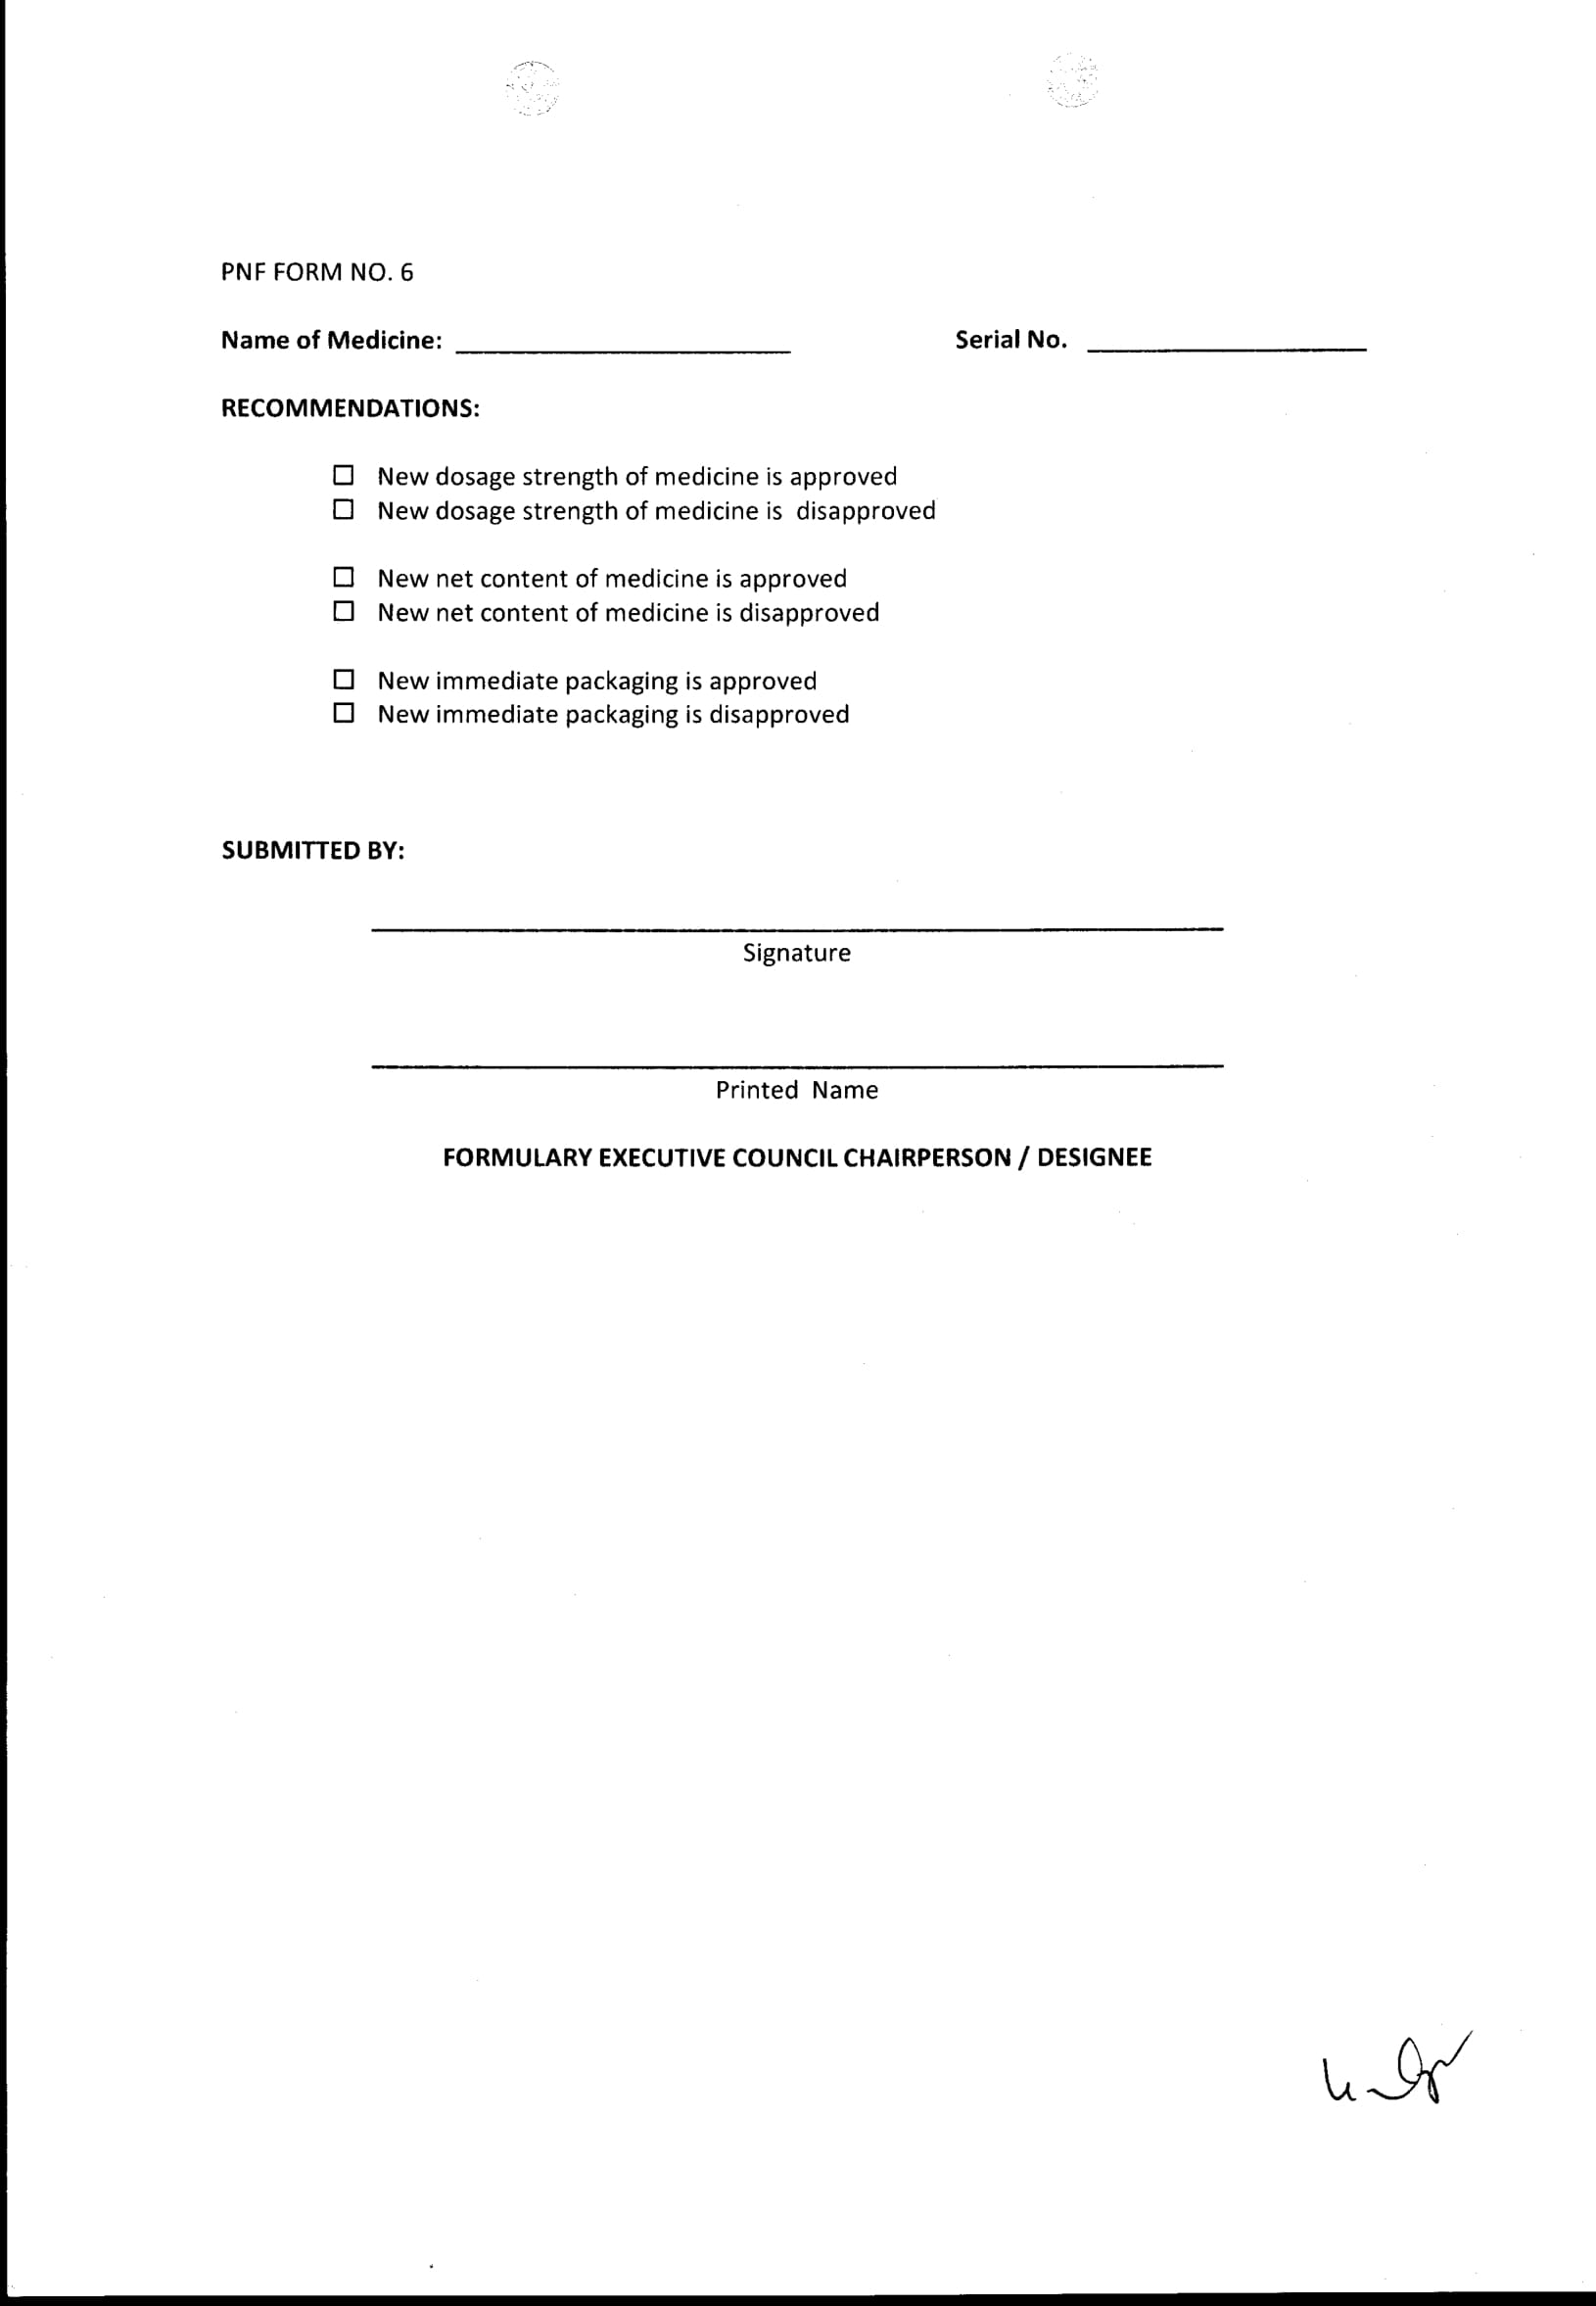 PNF FORM NO. 6
Name of Medicine: Serial No.
RECOMMENDATIONS:
☐ New dosage strength of medicine is approved
☐ New dosage strength of medicine is disapproved
☐ New net content of medicine is approved
☐ New net content of medicine is disapproved
☐ New immediate packaging is approved
☐ New immediate packaging is disapproved
SUBMITTED BY:
Signature
Printed Name
FORMULARY EXECUTIVE COUNCIL CHAIRPERSON / DESIGNEE